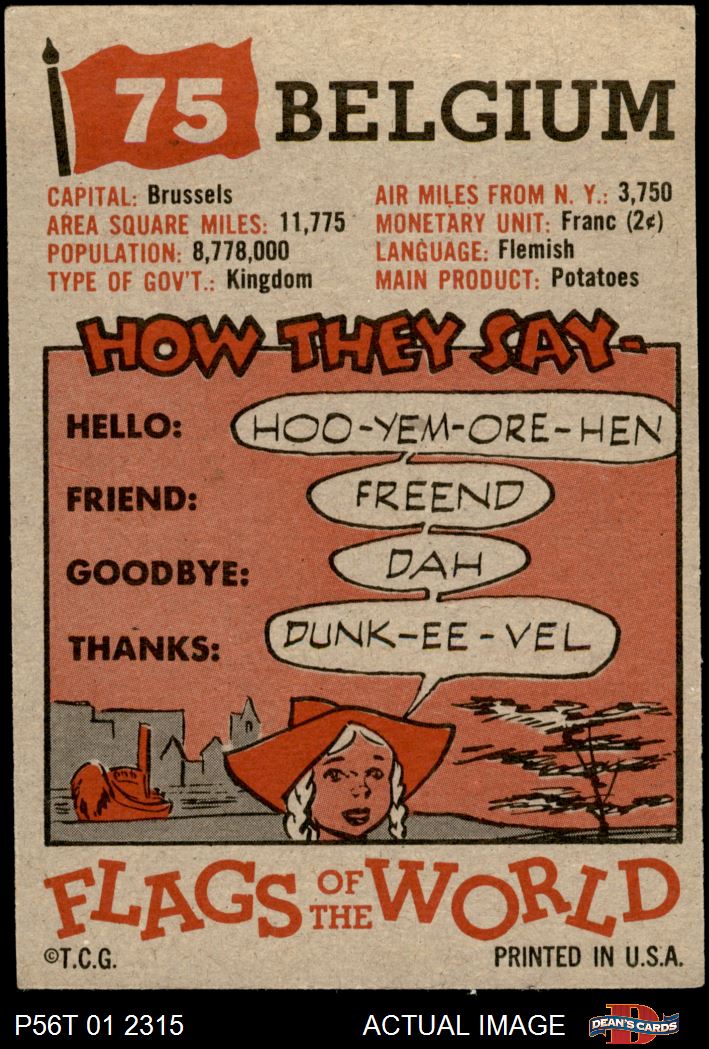 75 BELGIUM
CAPITAL: Brussels
AREA SQUARE MILES: 11,775
POPULATION: 8,778,000
TYPE OF GOV'T.: Kingdom
AIR MILES FROM N. Y.: 3,750
MONETARY UNIT: Franc (2¢)
LANGUAGE: Flemish
MAIN PRODUCT: Potatoes
HOW THEY SAY-
HELLO: HOO-YEM-ORE-HEN
FRIEND: FREEND
GOODBYE: DAH
THANKS: DUNK-EE-VEL
FLAGS OF THE WORLD
©T.C.G. PRINTED IN U.S.A.
P56T 01 2315 ACTUAL IMAGE D DEAN'S CARDS